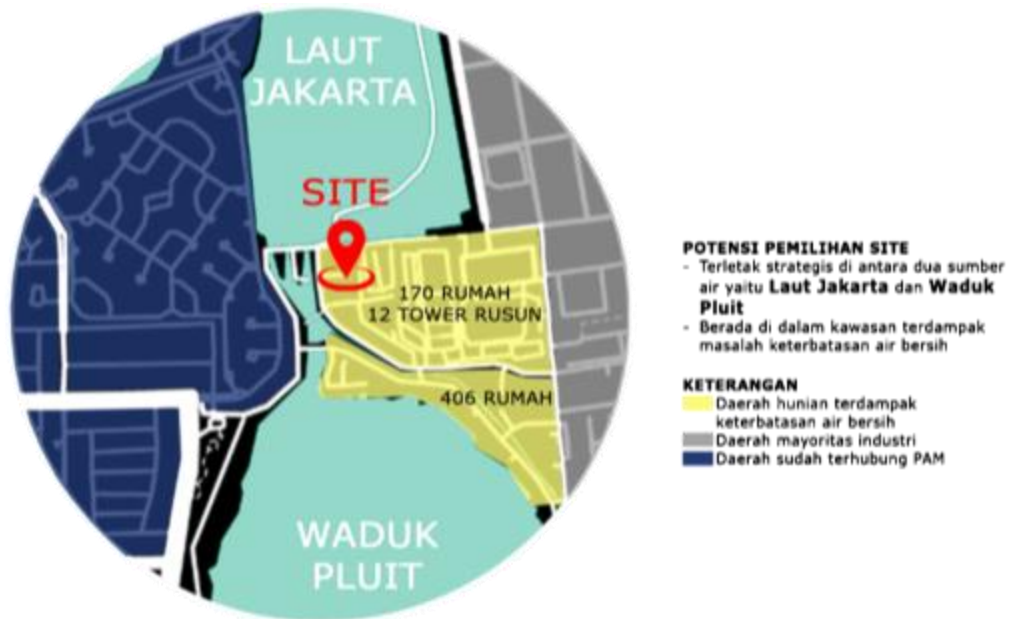 LAUT
JAKARTA
SITE
170 RUMAH
12 TOWER RUSUN
406 RUMAH
WADUK
PLUIT
POTENSI PEMILIHAN SITE
- Terletak strategis di antara dua sumber
air yaitu Laut Jakarta dan Waduk
Pluit
- Berada di dalam kawasan terdampak
masalah keterbatasan air bersih
KETERANGAN
Daerah hunian terdampak
keterbatasan air bersih
Daerah mayoritas industri
Daerah sudah terhubung PAM